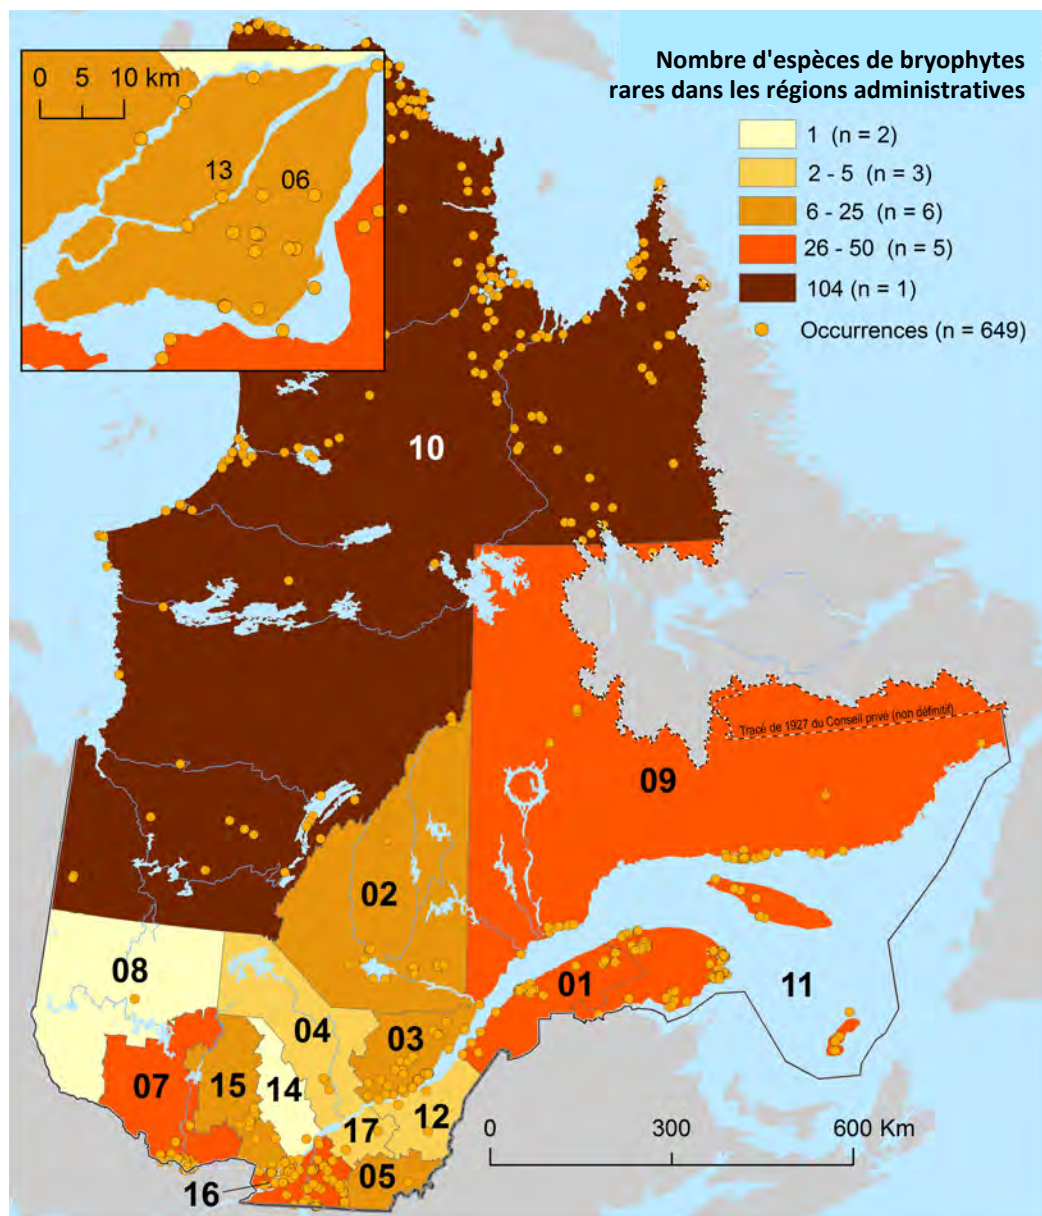 Nombre d'espèces de bryophytes
rares dans les régions administratives
1 (n = 2)
2 - 5 (n = 3)
6 - 25 (n = 6)
26 - 50 (n = 5)
104 (n = 1)
Occurrences (n = 649)
0 5 10 km
13
06
10
Tracé de 1927 du Conseil privé (non définitif)
09
02
08
01
11
04
03
07
15
14
12
17
05
16
0 300 600 Km